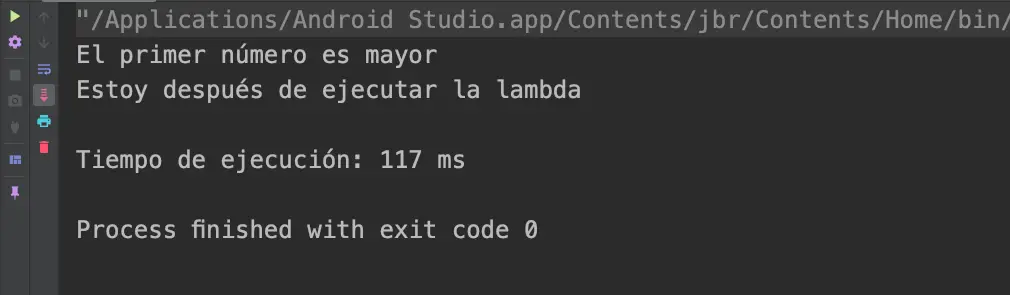 "/Applications/Android Studio.app/Contents/jbr/Contents/Home/bin/
El primer número es mayor
Estoy después de ejecutar la lambda
Tiempo de ejecución: 117 ms
Process finished with exit code 0